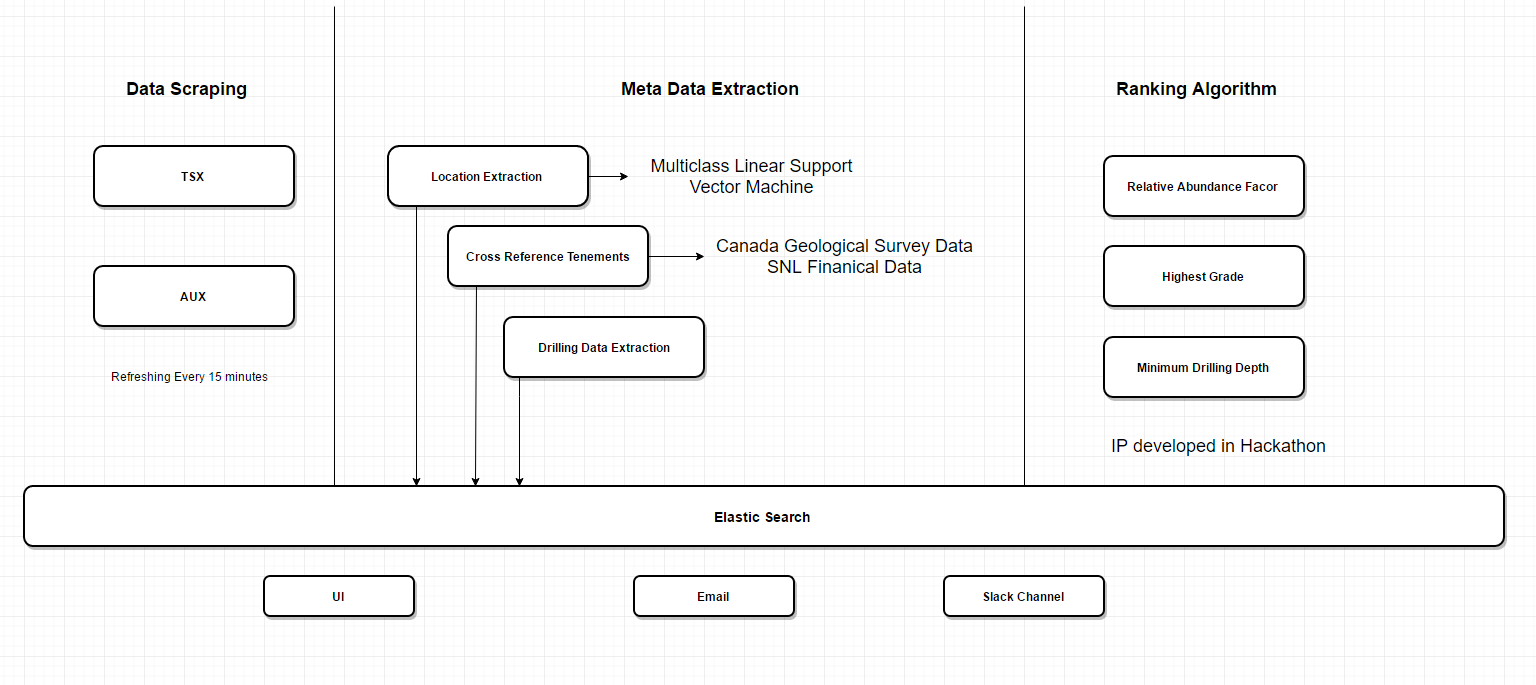 Data Scraping
Meta Data Extraction
Ranking Algorithm
TSX
Location Extraction
Multiclass Linear Support
Vector Machine
Relative Abundance Facor
Cross Reference Tenements
Canada Geological Survey Data
SNL Finanical Data
AUX
Highest Grade
Drilling Data Extraction
Minimum Drilling Depth
Refreshing Every 15 minutes
IP developed in Hackathon
Elastic Search
UI
Email
Slack Channel